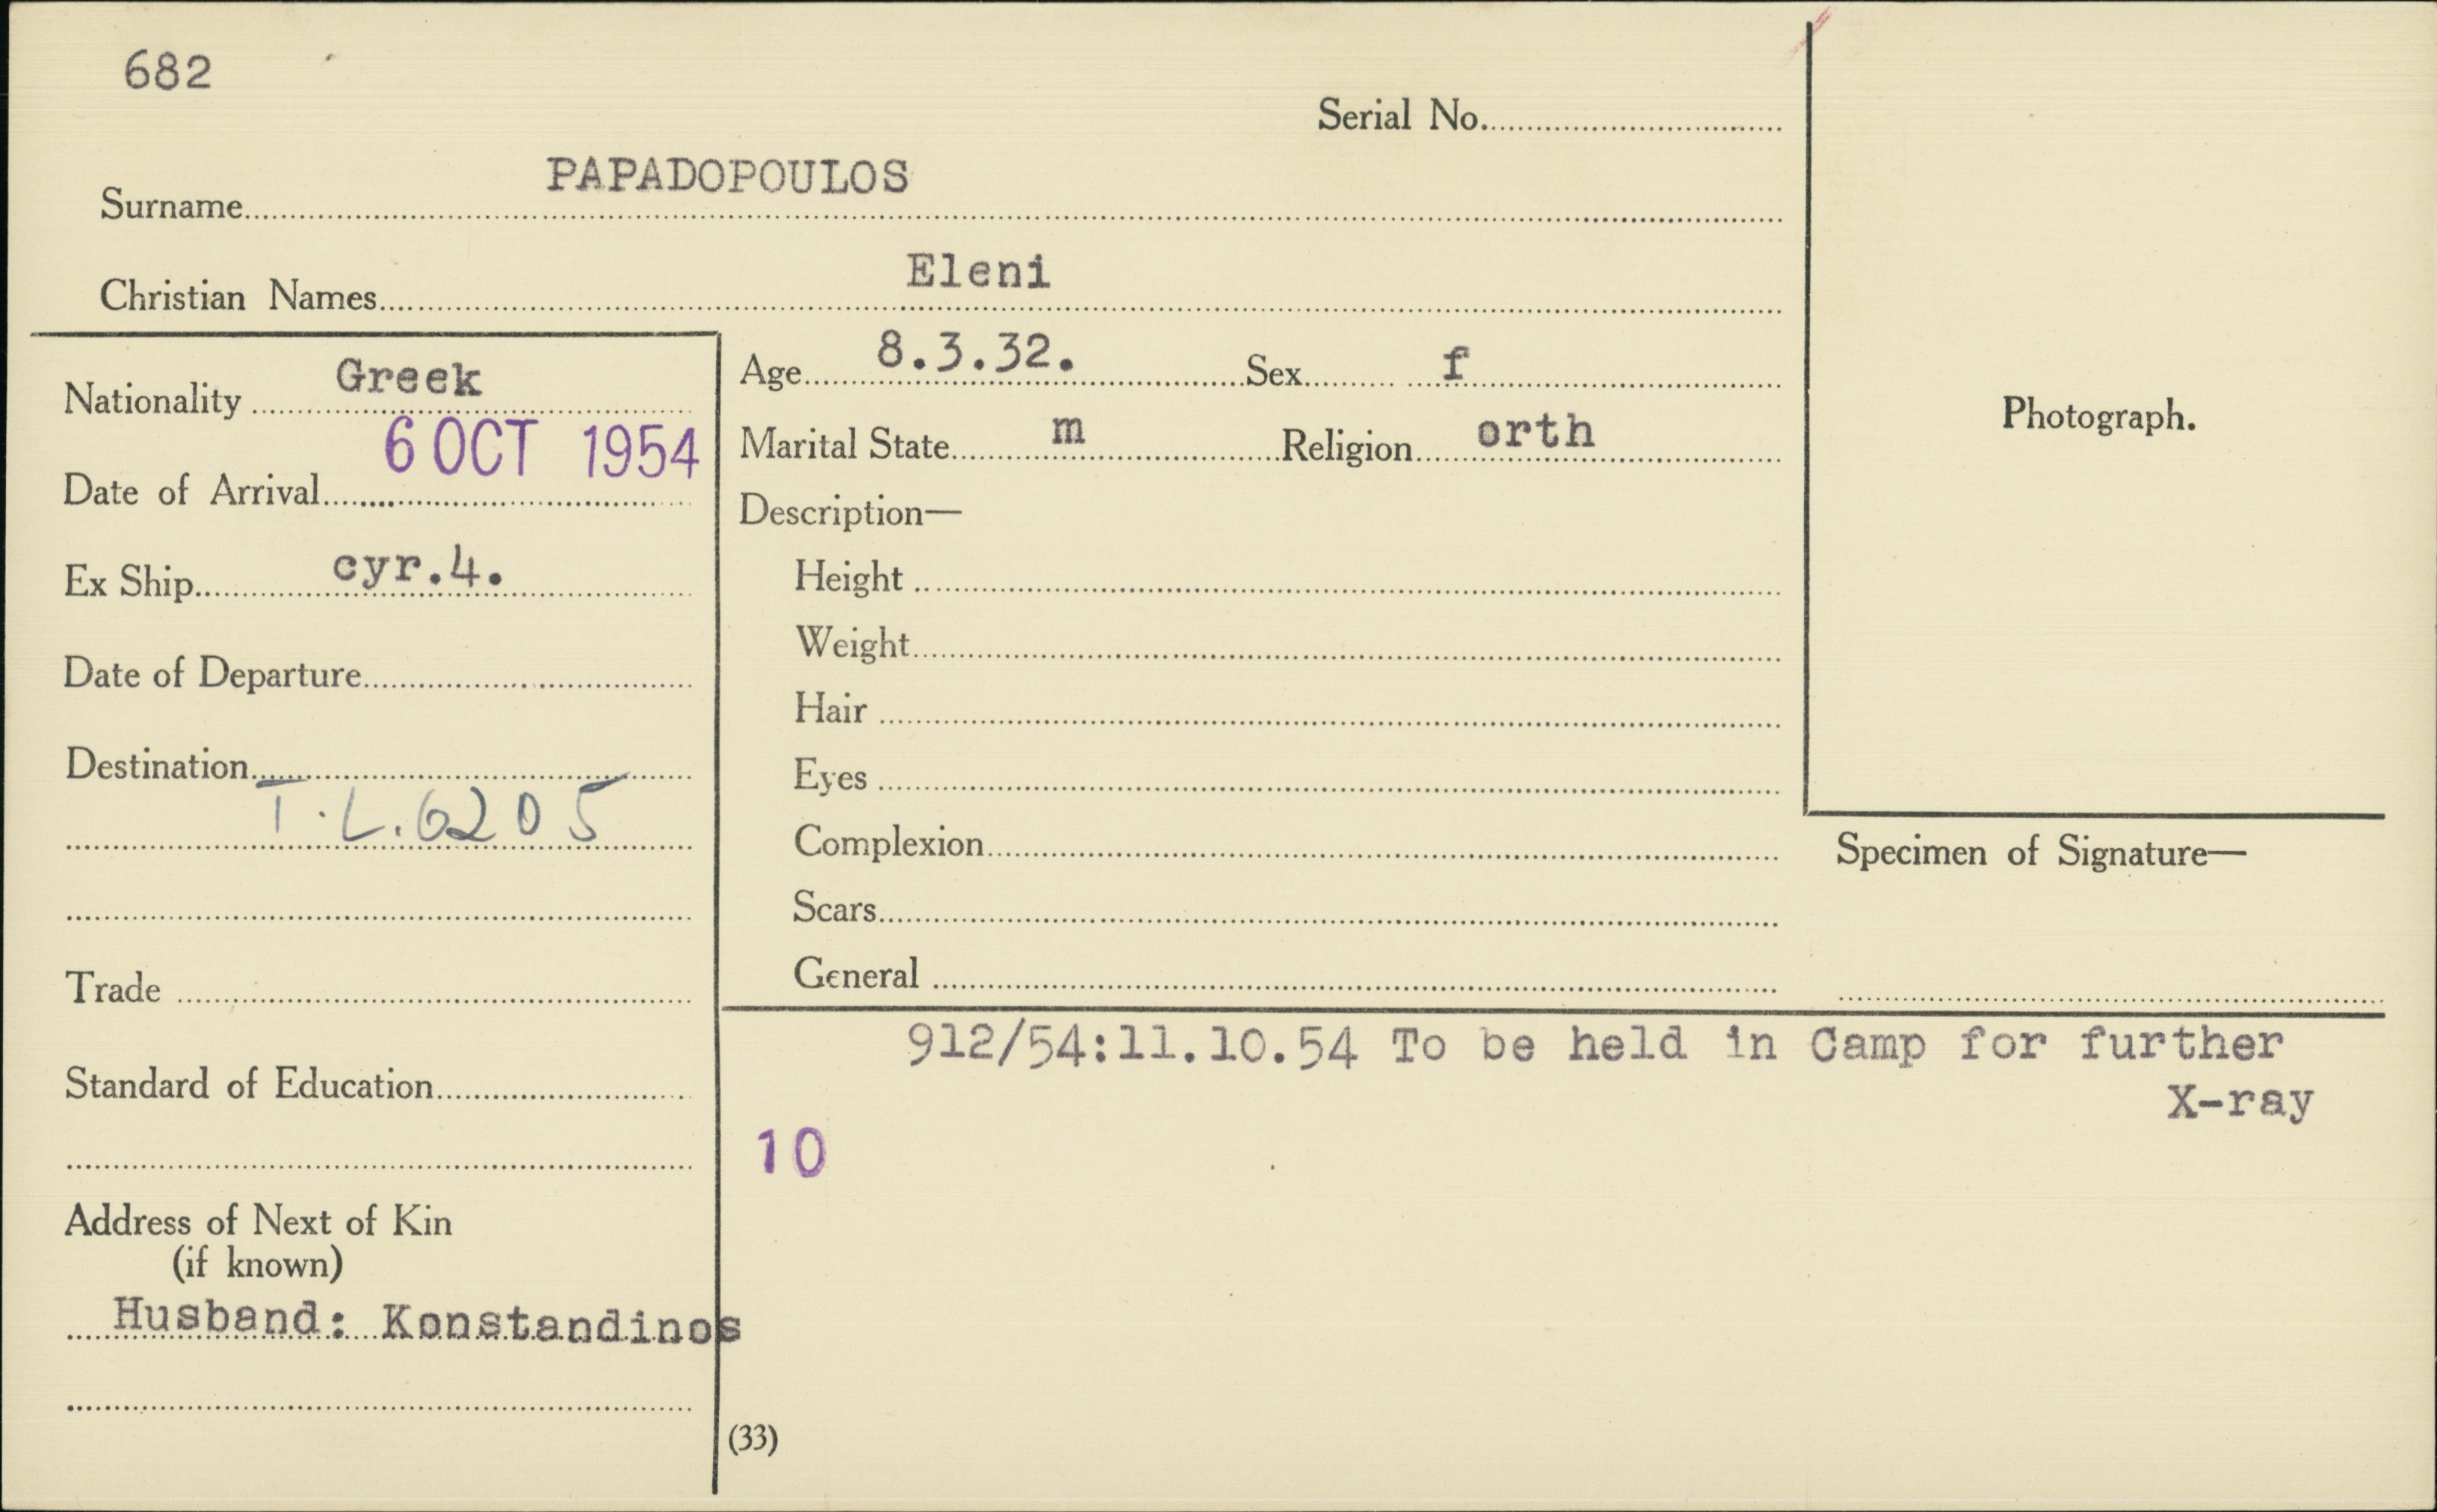 682
Serial No.
Surname PAPADOPOULOS
Christian Names Eleni
Nationality Greek
Date of Arrival 6 OCT 1954
Ex Ship cyr.4.
Date of Departure
Destination
T.L.6205
Trade
Standard of Education
Address of Next of Kin
(if known)
Husband: Konstandinos
Age 8.3.32. Sex f
Marital State m Religion orth
Description—
Height
Weight
Hair
Eyes
Complexion
Scars
General
Photograph.
Specimen of Signature—
912/54:11.10.54 To be held in Camp for further
X-ray
10
(33)